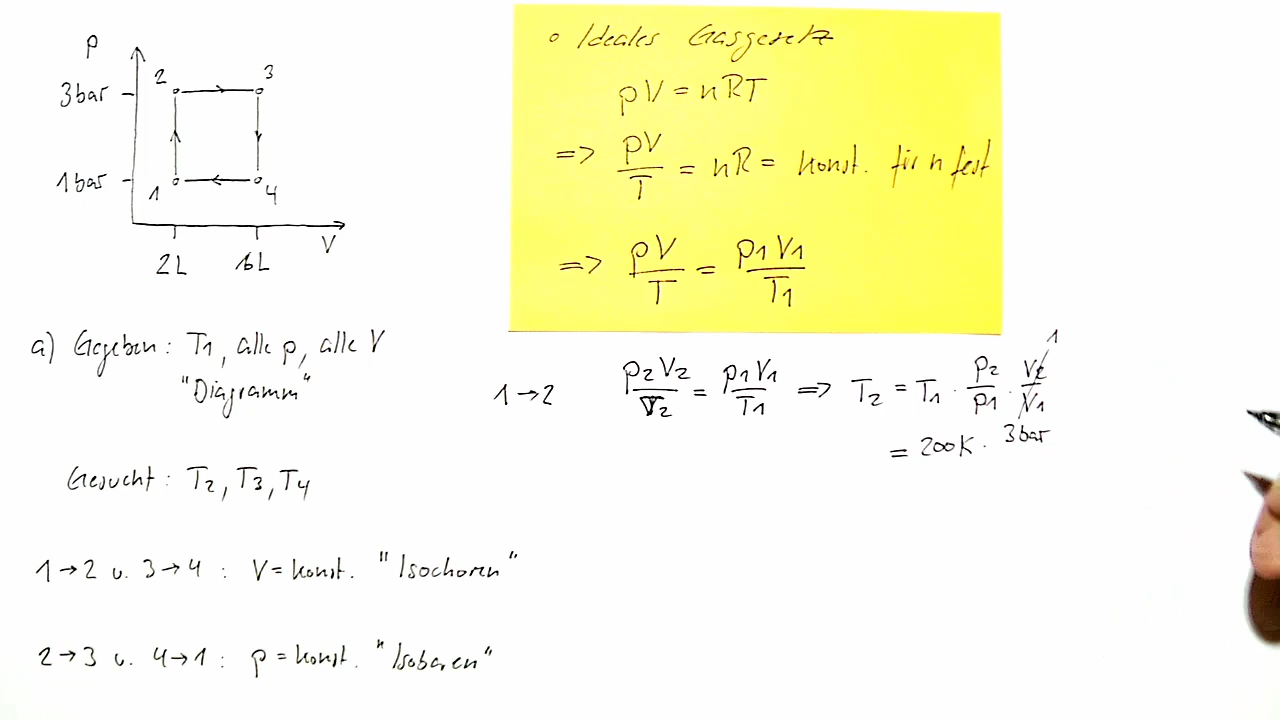 p
3bar
1bar
2 3
1 4
2L 16L V
• Ideales Gasgesetz
pV = nRT
=> pV/T = nR = konst. für n fest
=> pV/T = p1V1/T1
a) Gegeben: T1, alle p, alle V
"Diagramm"
Gesucht: T2, T3, T4
1→2 u. 3→4 : V = konst. "Isochoren"
2→3 u. 4→1 : p = konst. "Isobaren"
1→2 p2V2/T2 = p1V1/T1 => T2 = T1 · p2/p1 · V2/V1 1
= 200K · 3bar